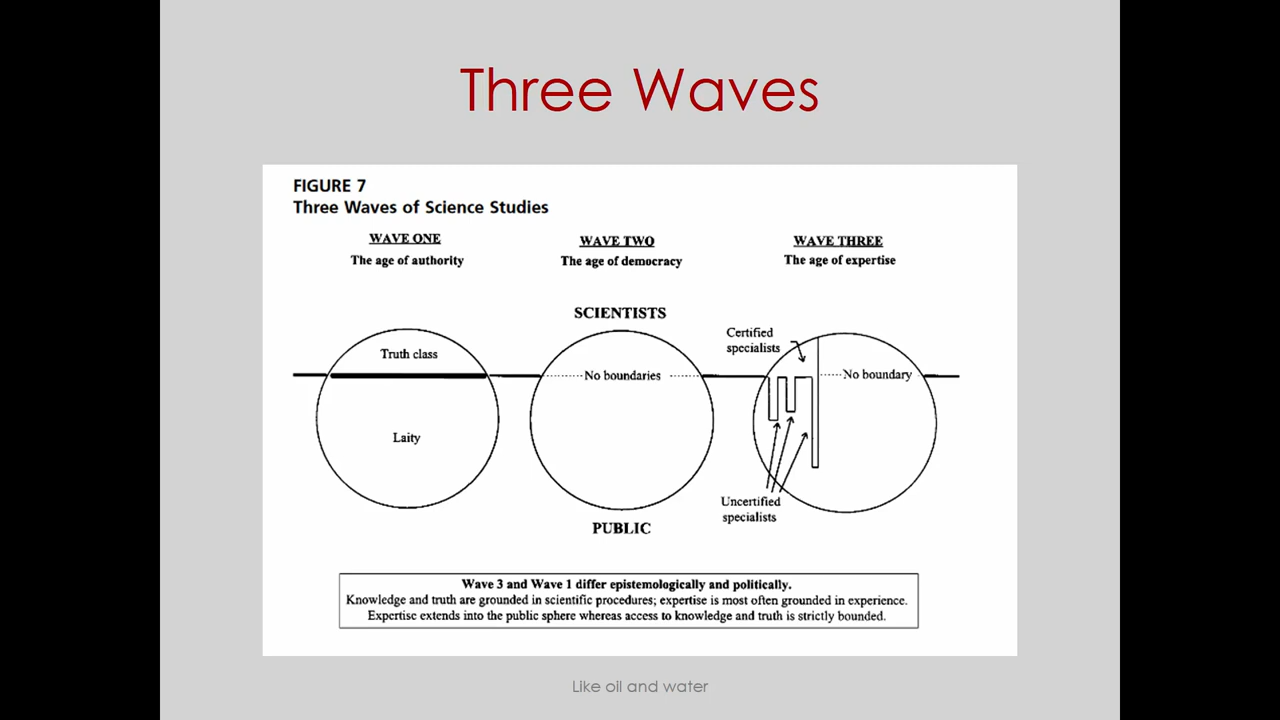 Three Waves
FIGURE 7
Three Waves of Science Studies
WAVE ONE
The age of authority
WAVE TWO
The age of democracy
WAVE THREE
The age of expertise
SCIENTISTS
Truth class
Laity
No boundaries
Certified
specialists
No boundary
Uncertified
specialists
PUBLIC
Wave 3 and Wave 1 differ epistemologically and politically.
Knowledge and truth are grounded in scientific procedures; expertise is most often grounded in experience.
Expertise extends into the public sphere whereas access to knowledge and truth is strictly bounded.
Like oil and water